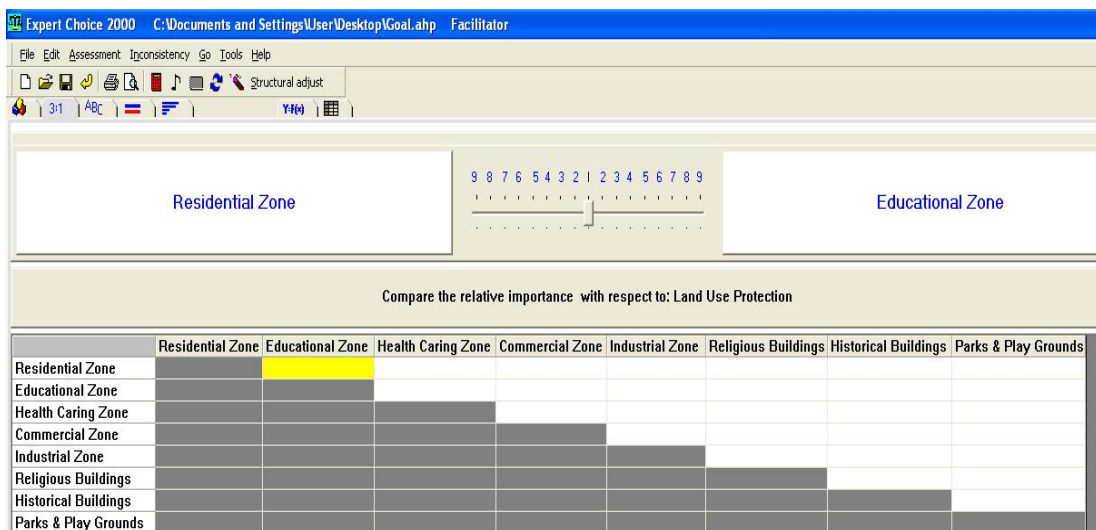 Expert Choice 2000 C:\Documents and Settings\User\Desktop\Goal.ahp Facilitator
File Edit Assessment Inconsistency Go Tools Help
Structural adjust
3:1 ABC Y=f(x)
9 8 7 6 5 4 3 2 1 2 3 4 5 6 7 8 9
Residential Zone Educational Zone
Compare the relative importance with respect to: Land Use Protection
Residential Zone Educational Zone Health Caring Zone Commercial Zone Industrial Zone Religious Buildings Historical Buildings Parks & Play Grounds
Residential Zone
Educational Zone
Health Caring Zone
Commercial Zone
Industrial Zone
Religious Buildings
Historical Buildings
Parks & Play Grounds